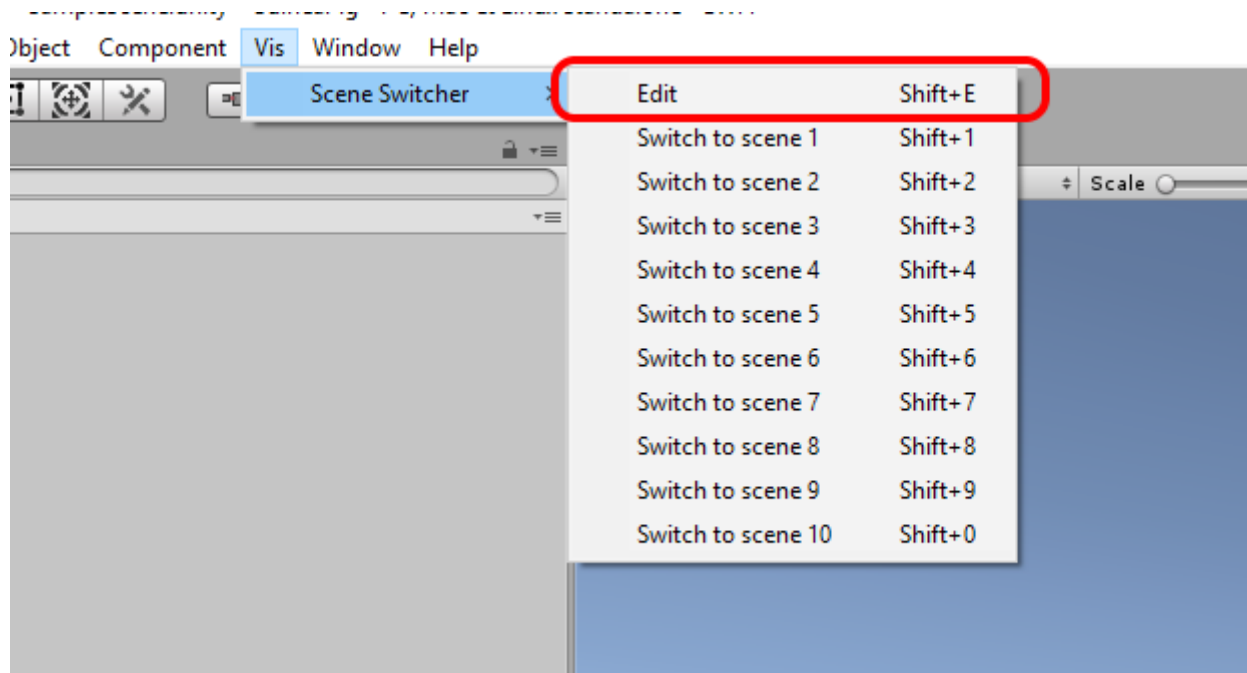 Object Component Vis Window Help
Scene Switcher
Edit Shift+E
Switch to scene 1 Shift+1
Switch to scene 2 Shift+2
Switch to scene 3 Shift+3
Switch to scene 4 Shift+4
Switch to scene 5 Shift+5
Switch to scene 6 Shift+6
Switch to scene 7 Shift+7
Switch to scene 8 Shift+8
Switch to scene 9 Shift+9
Switch to scene 10 Shift+0
Scale